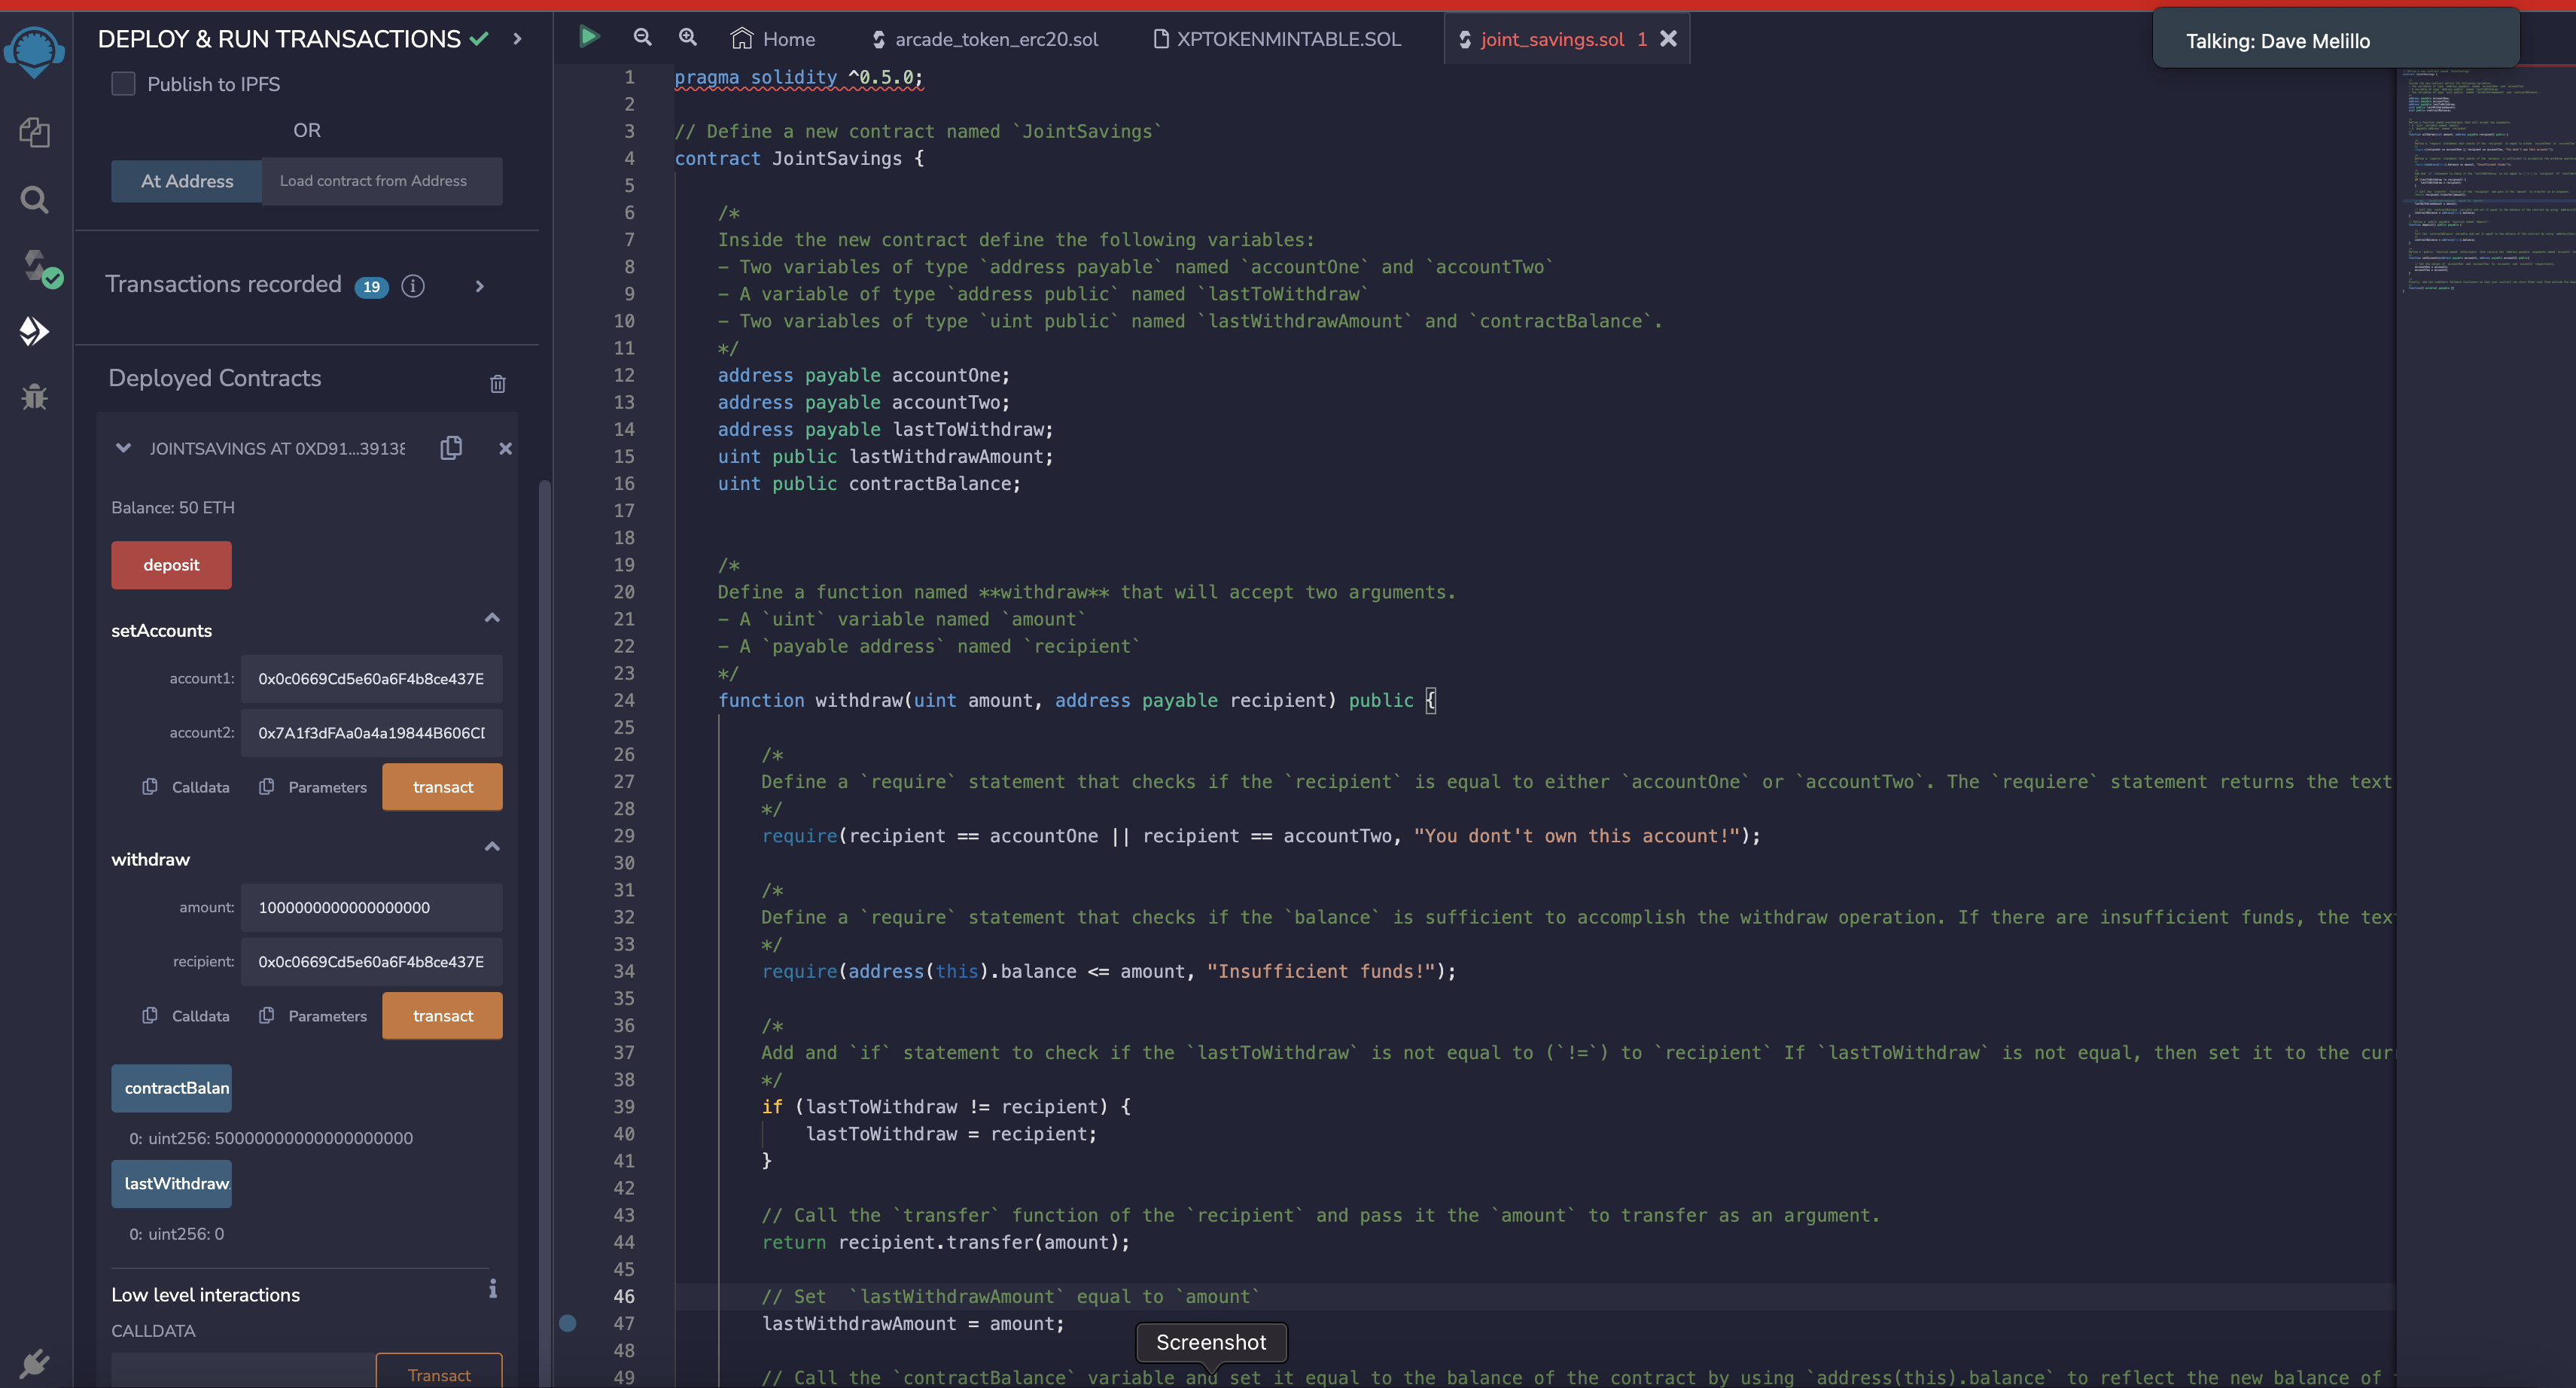 DEPLOY & RUN TRANSACTIONS
Publish to IPFS
OR
At Address
Load contract from Address
Transactions recorded 19
Deployed Contracts
JOINTSAVINGS AT 0XD91...39138
Balance: 50 ETH
deposit
setAccounts
account1: 0x0c0669Cd5e60a6F4b8ce437E
account2: 0x7A1f3dFAa0a4a19844B606CD
Calldata Parameters transact
withdraw
amount: 1000000000000000000
recipient: 0x0c0669Cd5e60a6F4b8ce437E
Calldata Parameters transact
contractBalan
0: uint256: 50000000000000000000
lastWithdraw
0: uint256: 0
Low level interactions
CALLDATA
Transact
Home arcade_token_erc20.sol XPTOKENMINTABLE.SOL joint_savings.sol 1
Talking: Dave Melillo
1 pragma solidity ^0.5.0;
2
3 // Define a new contract named `JointSavings`
4 contract JointSavings {
5
6 /*
7 Inside the new contract define the following variables:
8 - Two variables of type `address payable` named `accountOne` and `accountTwo`
9 - A variable of type `address public` named `lastToWithdraw`
10 - Two variables of type `uint public` named `lastWithdrawAmount` and `contractBalance`.
11 */
12 address payable accountOne;
13 address payable accountTwo;
14 address payable lastToWithdraw;
15 uint public lastWithdrawAmount;
16 uint public contractBalance;
17
18
19 /*
20 Define a function named **withdraw** that will accept two arguments.
21 - A `uint` variable named `amount`
22 - A `payable address` named `recipient`
23 */
24 function withdraw(uint amount, address payable recipient) public {
25
26 /*
27 Define a `require` statement that checks if the `recipient` is equal to either `accountOne` or `accountTwo`. The `requiere` statement returns the text
28 */
29 require(recipient == accountOne || recipient == accountTwo, "You dont't own this account!");
30
31 /*
32 Define a `require` statement that checks if the `balance` is sufficient to accomplish the withdraw operation. If there are insufficient funds, the tex
33 */
34 require(address(this).balance <= amount, "Insufficient funds!");
35
36 /*
37 Add and `if` statement to check if the `lastToWithdraw` is not equal to (`!=`) to `recipient` If `lastToWithdraw` is not equal, then set it to the cur
38 */
39 if (lastToWithdraw != recipient) {
40 lastToWithdraw = recipient;
41 }
42
43 // Call the `transfer` function of the `recipient` and pass it the `amount` to transfer as an argument.
44 return recipient.transfer(amount);
45
46 // Set  `lastWithdrawAmount` equal to `amount`
47 lastWithdrawAmount = amount;
48
49 // Call the `contractBalance` variable and set it equal to the balance of the contract by using `address(this).balance` to reflect the new balance of
Screenshot